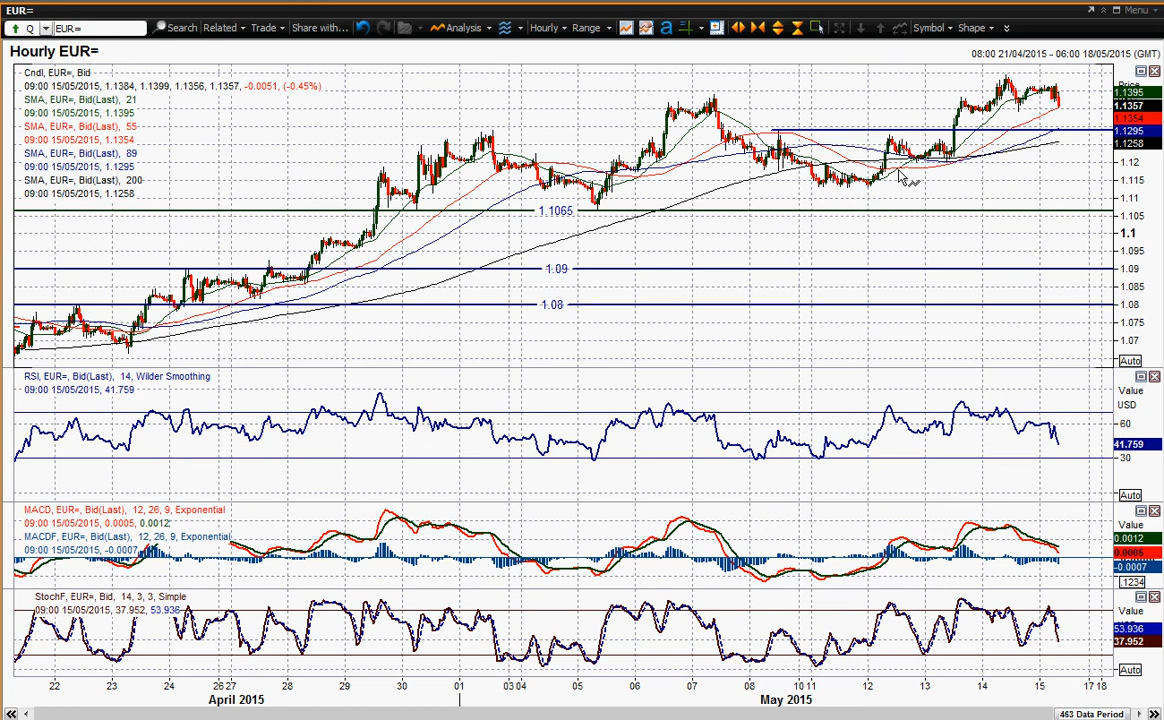 EUR=
Menu
Q EUR= Search Related Trade Share with... Analysis Hourly Range Symbol Shape
Hourly EUR=
08:00 21/04/2015 - 06:00 18/05/2015 (GMT)
Cndl, EUR=, Bid
09:00 15/05/2015, 1.1384, 1.1399, 1.1356, 1.1357, -0.0051, (-0.45%)
SMA, EUR=, Bid(Last), 21
09:00 15/05/2015, 1.1395
SMA, EUR=, Bid(Last), 55
09:00 15/05/2015, 1.1354
SMA, EUR=, Bid(Last), 89
09:00 15/05/2015, 1.1295
SMA, EUR=, Bid(Last), 200
09:00 15/05/2015, 1.1258
Price
1.1395
1.1357
1.1354
1.1295
1.1258
1.12
1.115
1.11
1.105
1.1
1.095
1.09
1.085
1.08
1.075
1.07
Auto
1.1065
1.09
1.08
RSI, EUR=, Bid(Last), 14, Wilder Smoothing
09:00 15/05/2015, 41.759
Value
USD
60
41.759
30
Auto
MACD, EUR=, Bid(Last), 12, 26, 9, Exponential
09:00 15/05/2015, 0.0005, 0.0012
MACDF, EUR=, Bid(Last), 12, 26, 9, Exponential
09:00 15/05/2015, -0.0007
Value
0.0012
0.0005
-0.0007
.1234
StochF, EUR=, Bid, 14, 3, 3, Simple
09:00 15/05/2015, 37.952, 53.936
Value
53.936
37.952
Auto
22 23 24 26 27 28 29 30 01 03 04 05 06 07 08 10 11 12 13 14 15 17 18
April 2015 May 2015
463 Data Period